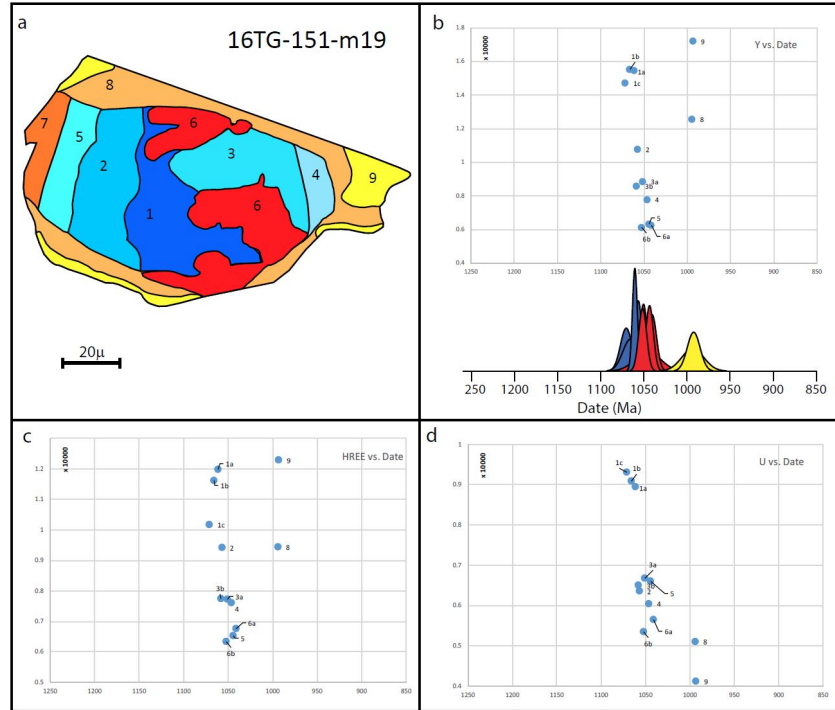 a
16TG-151-m19
8
7
5
2
6
3
4
9
1
6
20µ
b
Y vs. Date
x 10000
1.8
1.6
1.4
1.2
1
0.8
0.6
0.4
9
1b
1a
1c
8
2
3a
3b
4
5
6b
6a
1250 1200 1150 1100 1050 1000 950 900 850
250 1200 1150 1100 1050 1000 950
Date (Ma)
c
HREE vs. Date
x 10000
1.2
1.1
1
0.9
0.8
0.7
0.6
0.5
1a
9
1b
1c
2
8
3b
3a
4
6a
5
6b
1250 1200 1150 1100 1050 1000 950 900 850
d
U vs. Date
x 10000
1
0.9
0.8
0.7
0.6
0.5
0.4
1c
1b
1a
3a
3b
5
2
4
6a
6b
8
9
1250 1200 1150 1100 1050 1000 950 900 850